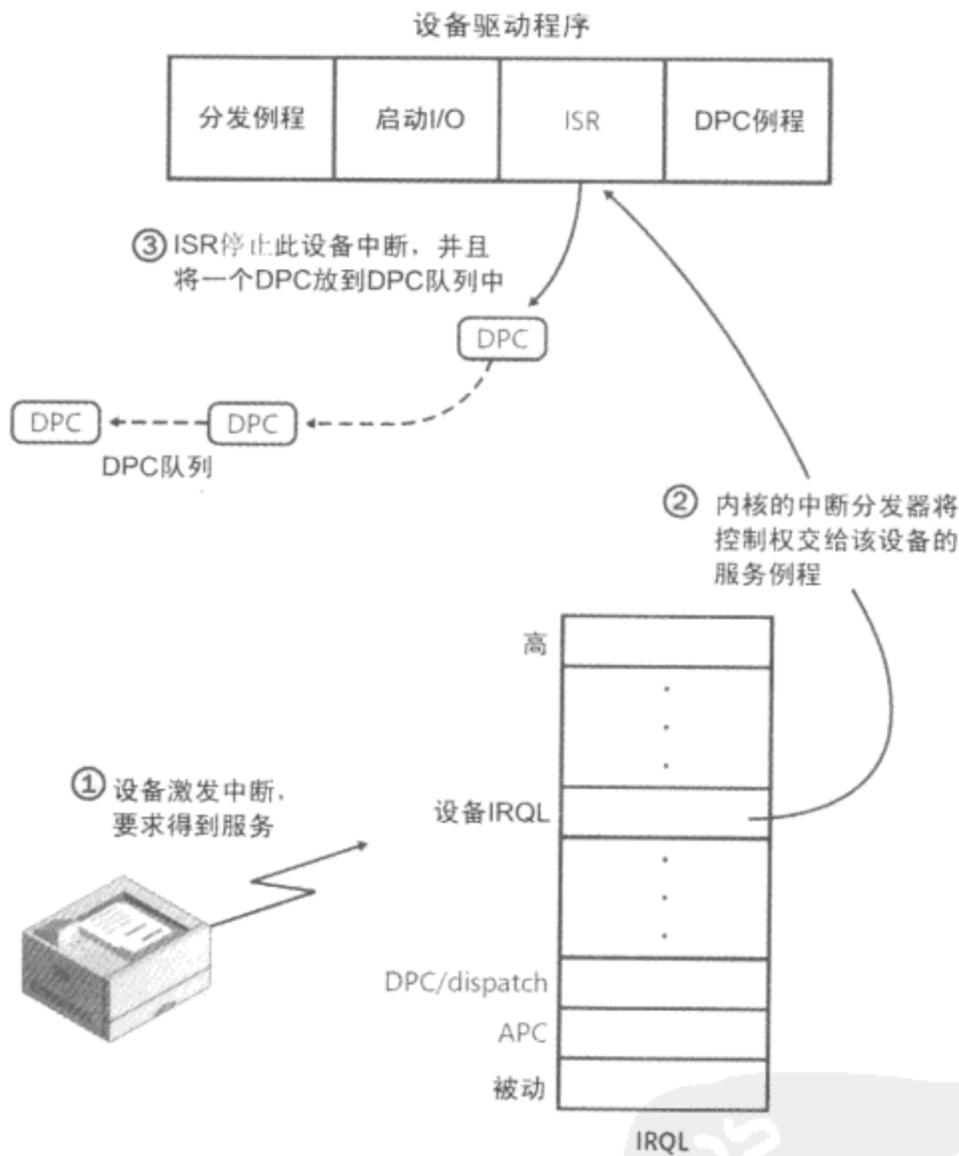 设备驱动程序
分发例程
启动I/O
ISR
DPC例程
③ ISR停止此设备中断，并且
将一个DPC放到DPC队列中
DPC
DPC
DPC
DPC队列
② 内核的中断分发器将
控制权交给该设备的
服务例程
高
① 设备激发中断，
要求得到服务
设备IRQL
DPC/dispatch
APC
被动
IRQL